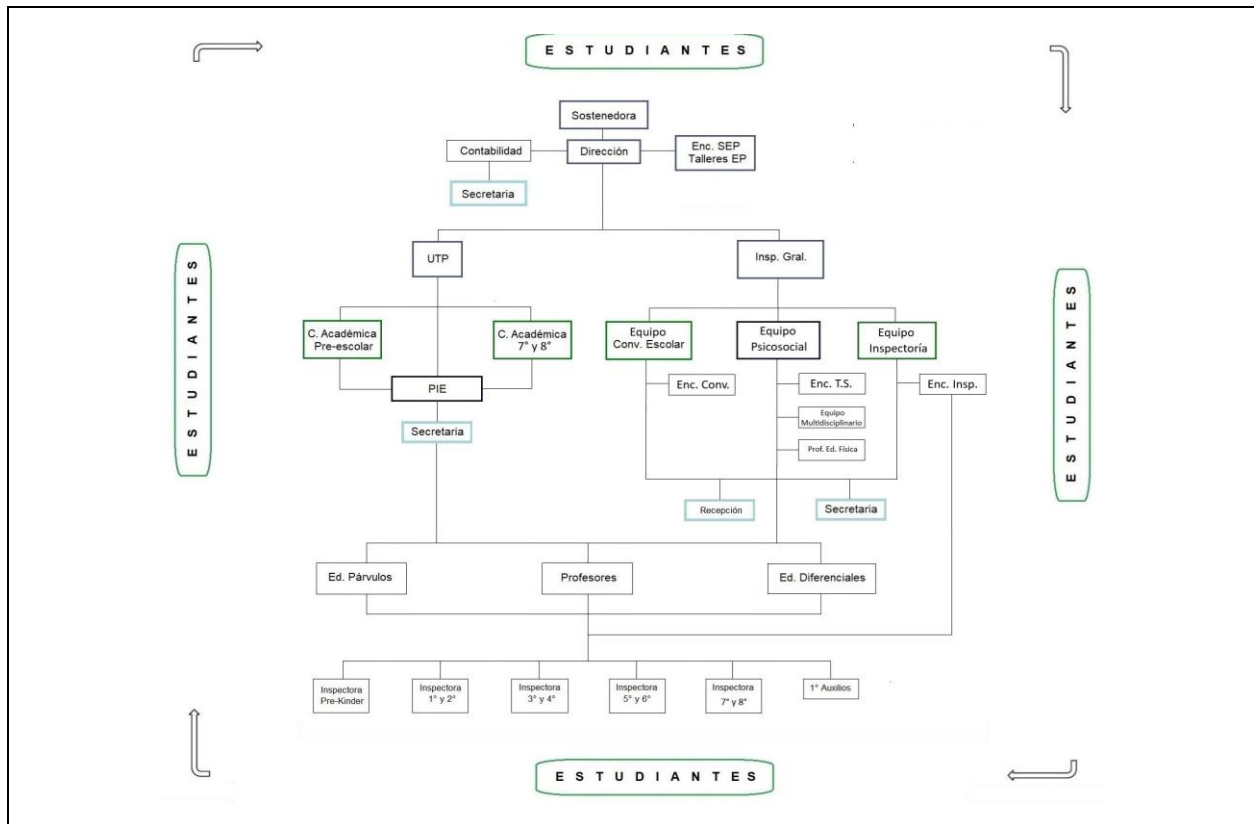 E S T U D I A N T E S
Sostenedora
Contabilidad
Dirección
Enc. SEP
Talleres EP
Secretaria
UTP
Insp. Gral.
C. Académica
Pre-escolar
C. Académica
7° y 8°
Equipo
Conv. Escolar
Equipo
Psicosocial
Equipo
Inspectoría
PIE
Enc. Conv.
Enc. T.S.
Enc. Insp.
Equipo
Multidisciplinario
Secretaria
Prof. Ed. Física
Recepción
Secretaria
Ed. Párvulos
Profesores
Ed. Diferenciales
Inspectora
Pre-Kinder
Inspectora
1° y 2°
Inspectora
3° y 4°
Inspectora
5° y 6°
Inspectora
7° y 8°
1° Auxilios
E S T U D I A N T E S
E S T U D I A N T E S
E S T U D I A N T E S